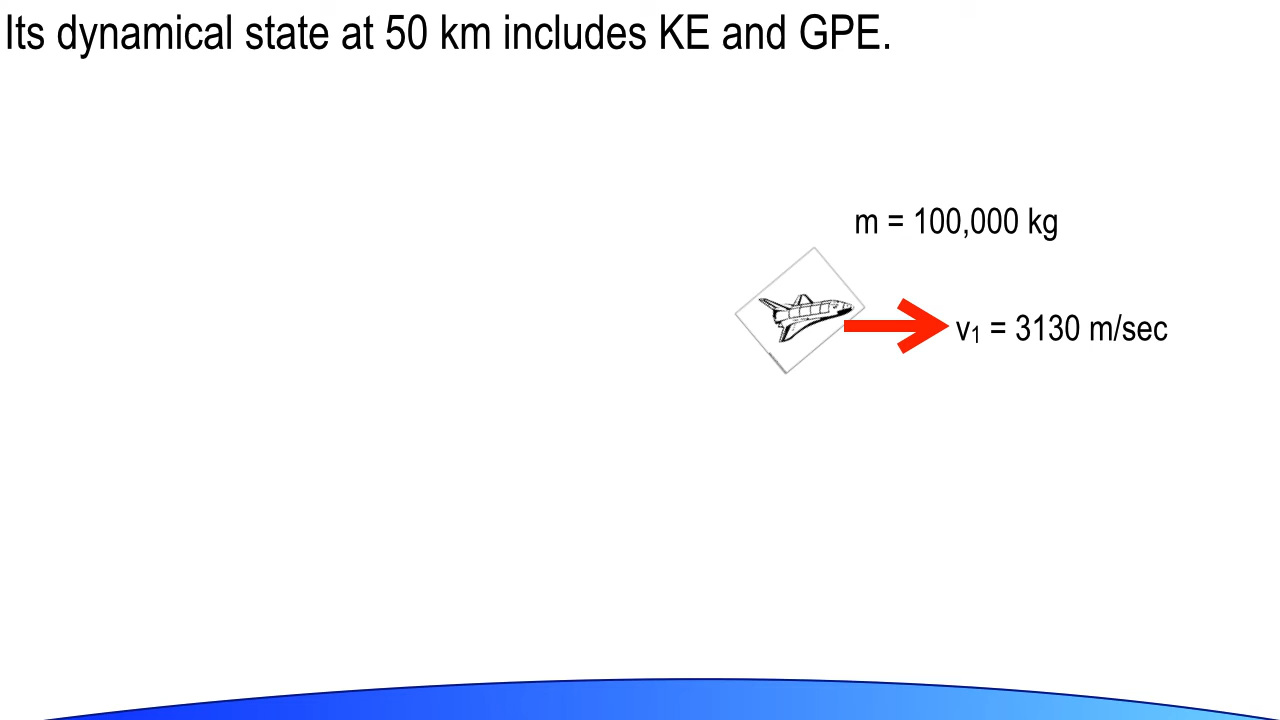 Its dynamical state at 50 km includes KE and GPE.
m = 100,000 kg
v₁ = 3130 m/sec